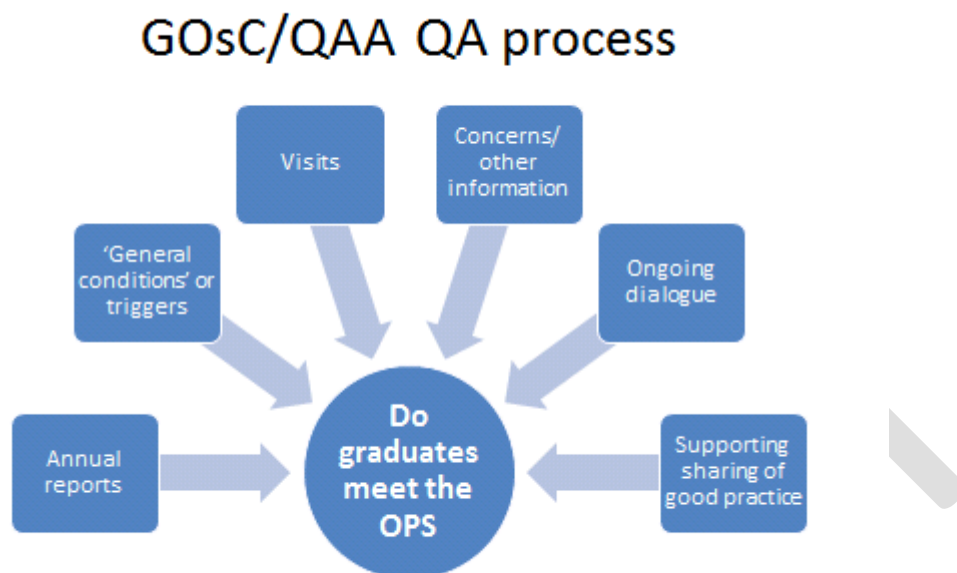 GOsC/QAA QA process
Visits
Concerns/
other
information
'General
conditions' or
triggers
Ongoing
dialogue
Annual
reports
Do
graduates
meet the
OPS
Supporting
sharing of
good practice